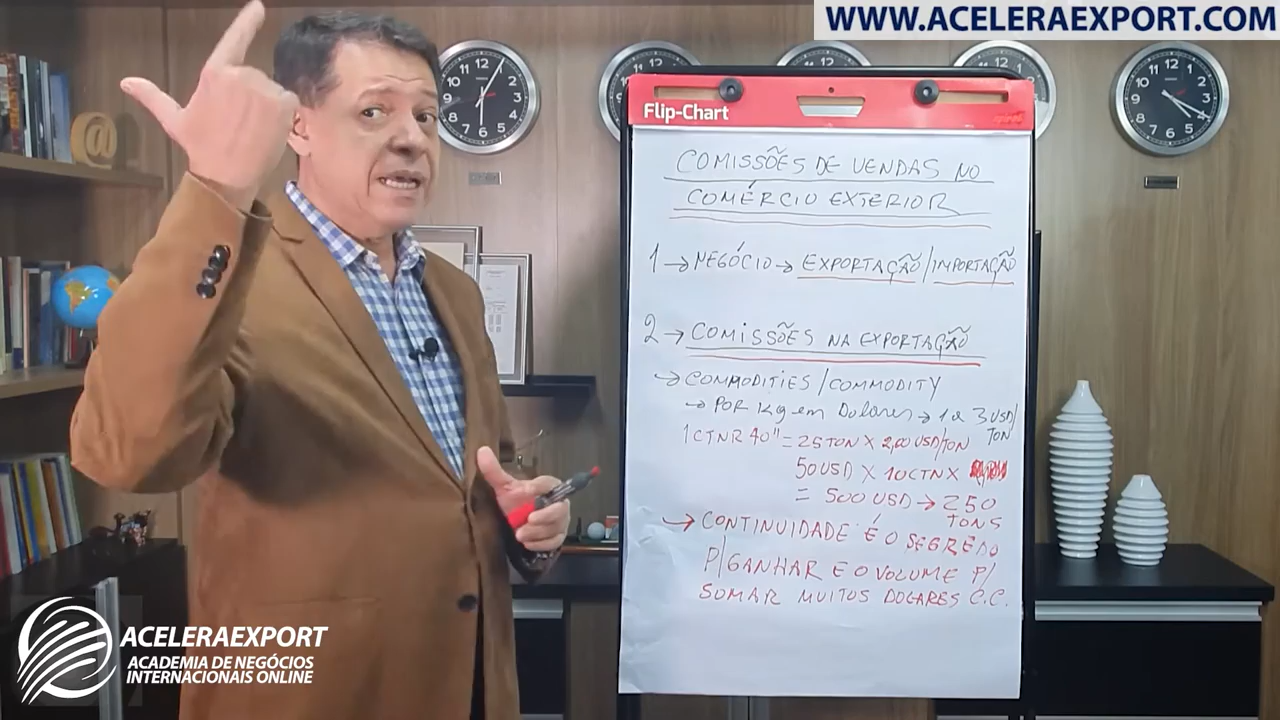 WWW.ACELERAEXPORT.COM
Flip-Chart
COMISSÕES DE VENDAS NO
COMÉRCIO EXTERIOR
1 → NEGÓCIO → EXPORTAÇÃO/IMPORTAÇÃO
2 → COMISSÕES NA EXPORTAÇÃO
↳ COMMODITIES/COMMODITY
→ POR Kg em Dolares → 1 a 3 USD/
TON
1 CTNR 40" = 25 TON X 2,00 USD/TON
50 USD X 10 CTN X
= 500 USD → 250
TONS
→ CONTINUIDADE É O SEGREDO
P/GANHAR E O VOLUME P/
SOMAR MUITOS DOLARES C.C.
ACELERAEXPORT
ACADEMIA DE NEGÓCIOS
INTERNACIONAIS ONLINE